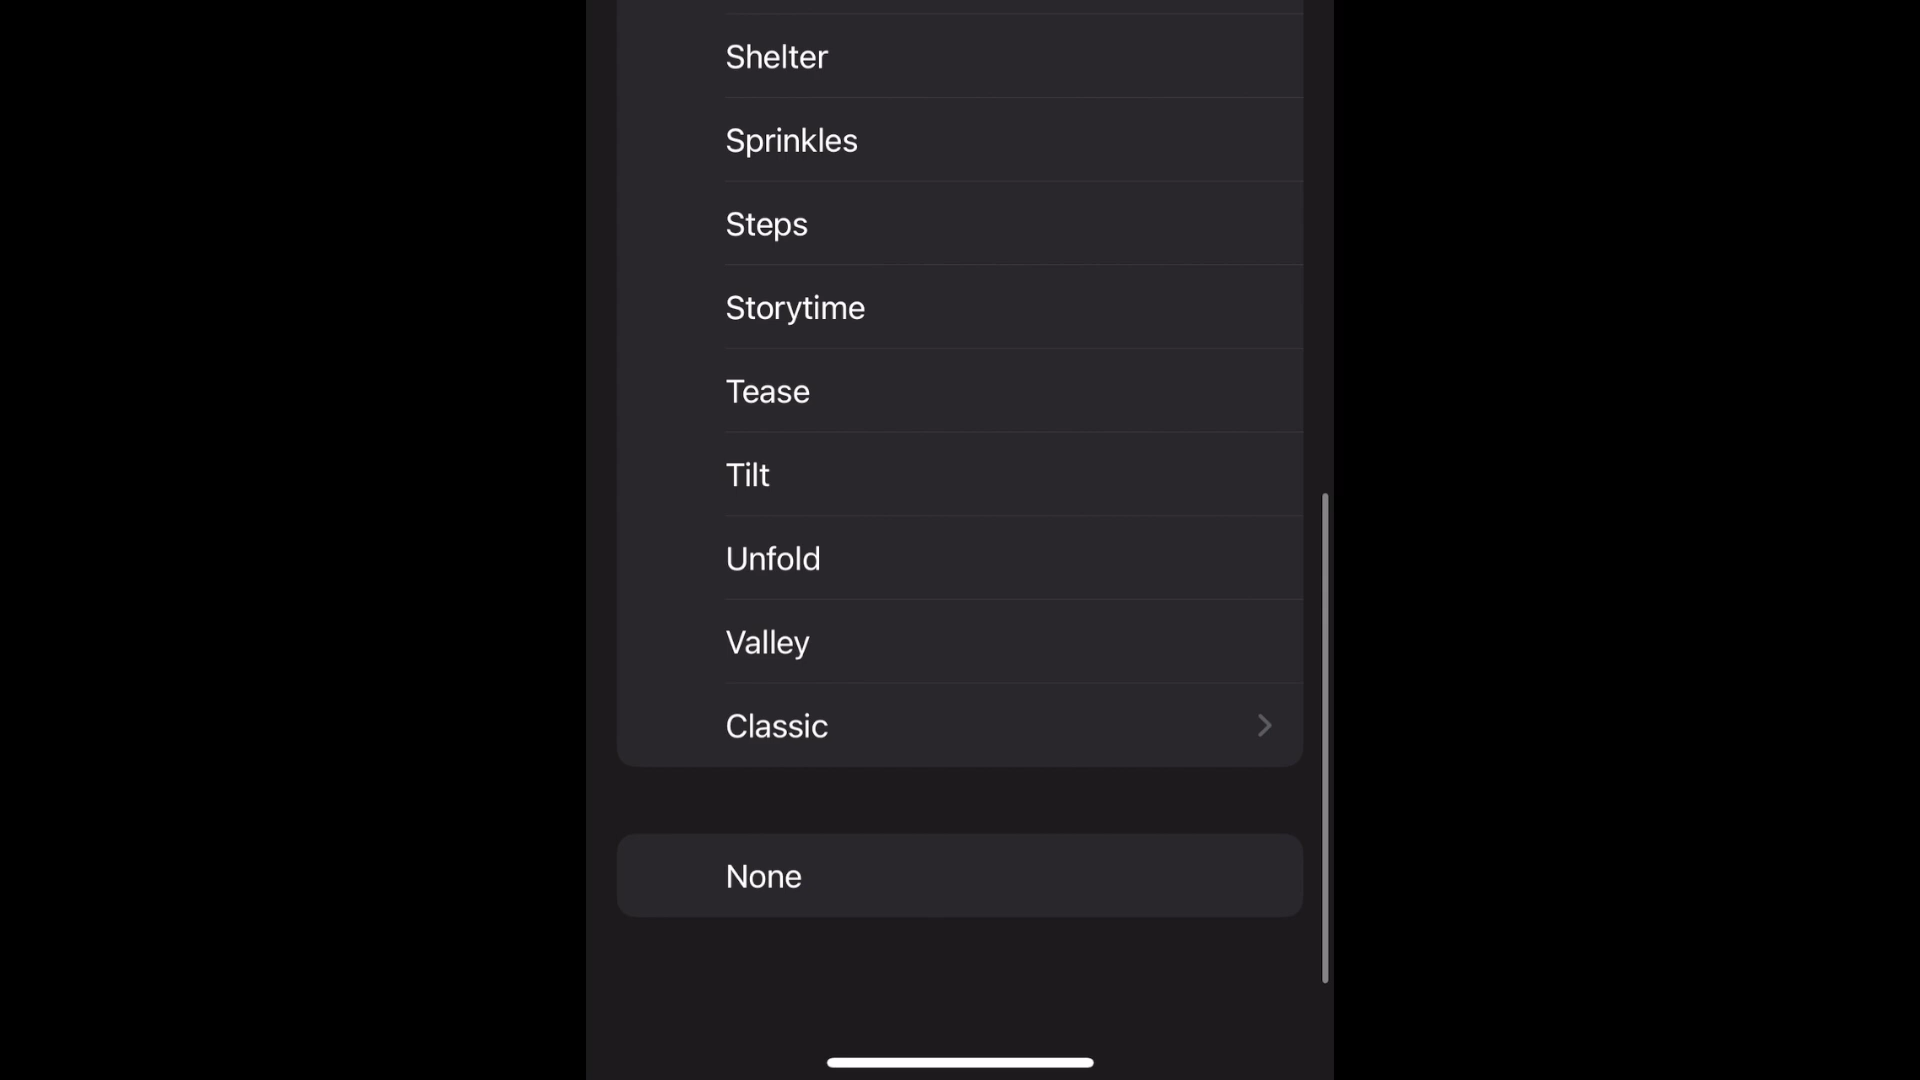 Shelter
Sprinkles
Steps
Storytime
Tease
Tilt
Unfold
Valley
Classic
None